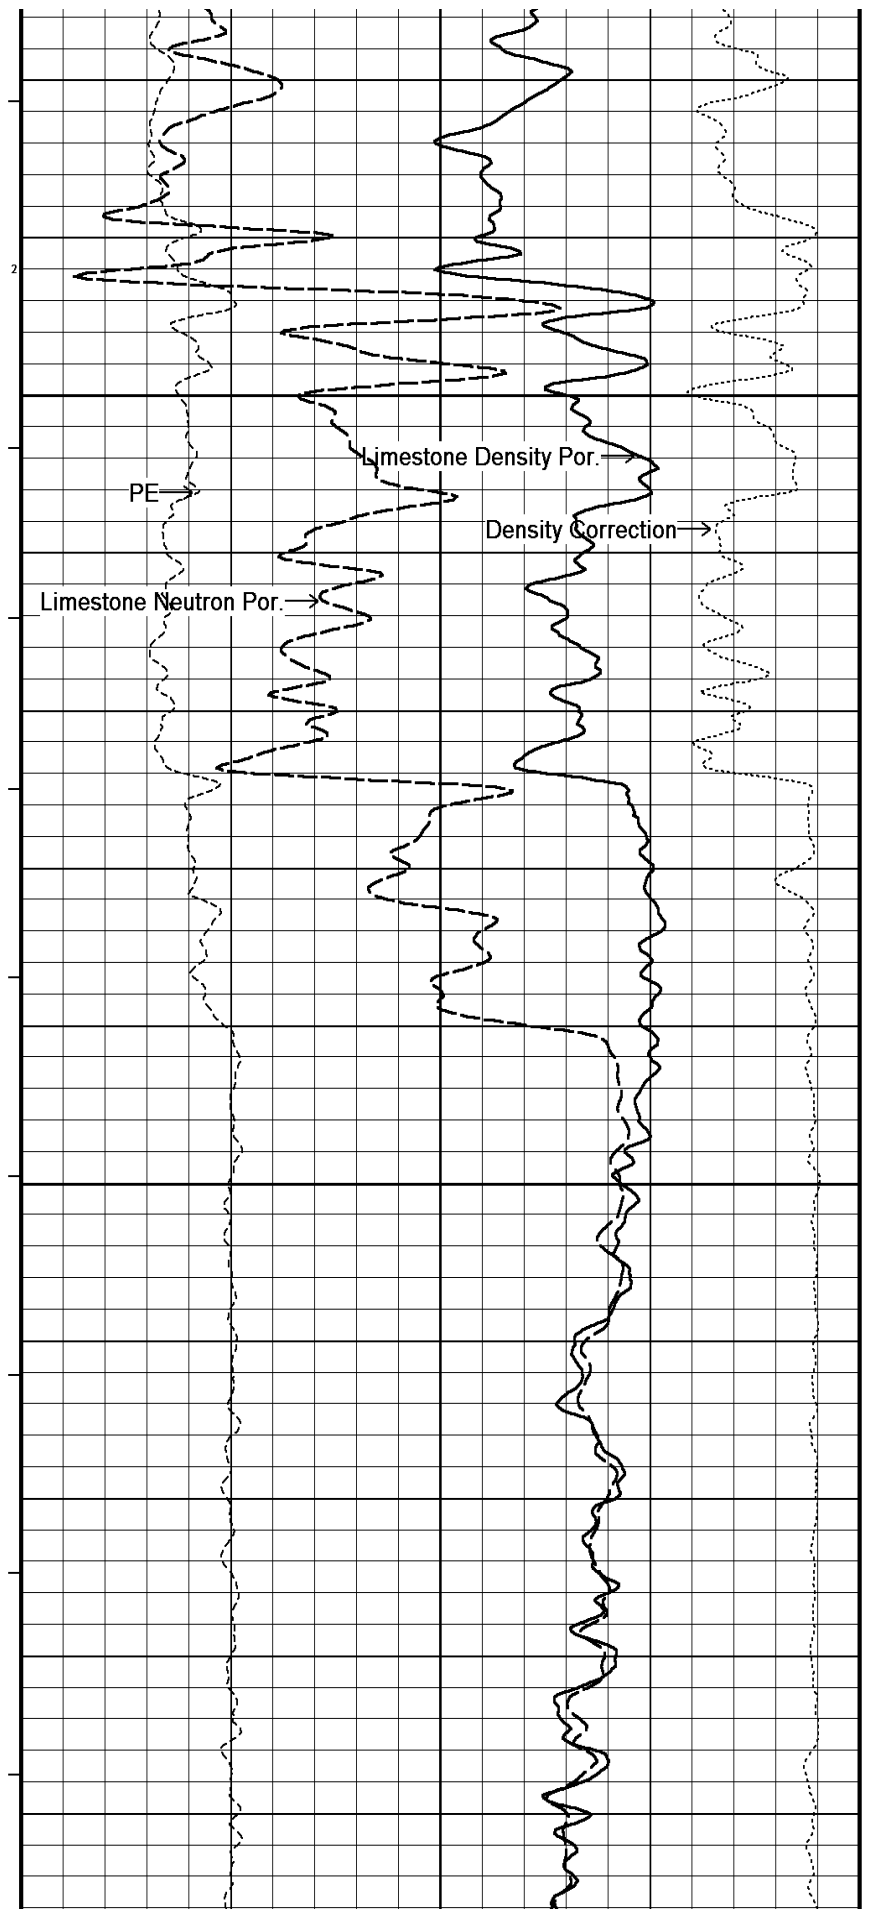 2
Limestone Density Por.
PE
Density Correction
Limestone Neutron Por.